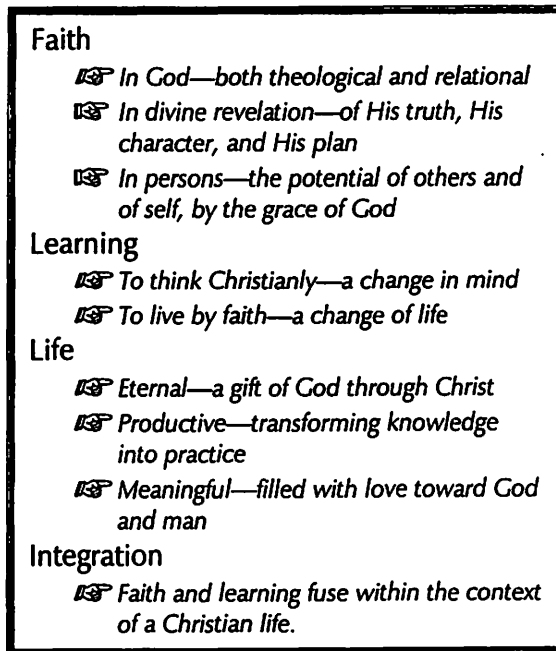 Faith
☞ In God—both theological and relational
☞ In divine revelation—of His truth, His
character, and His plan
☞ In persons—the potential of others and
of self, by the grace of God
Learning
☞ To think Christianly—a change in mind
☞ To live by faith—a change of life
Life
☞ Eternal—a gift of God through Christ
☞ Productive—transforming knowledge
into practice
☞ Meaningful—filled with love toward God
and man
Integration
☞ Faith and learning fuse within the context
of a Christian life.